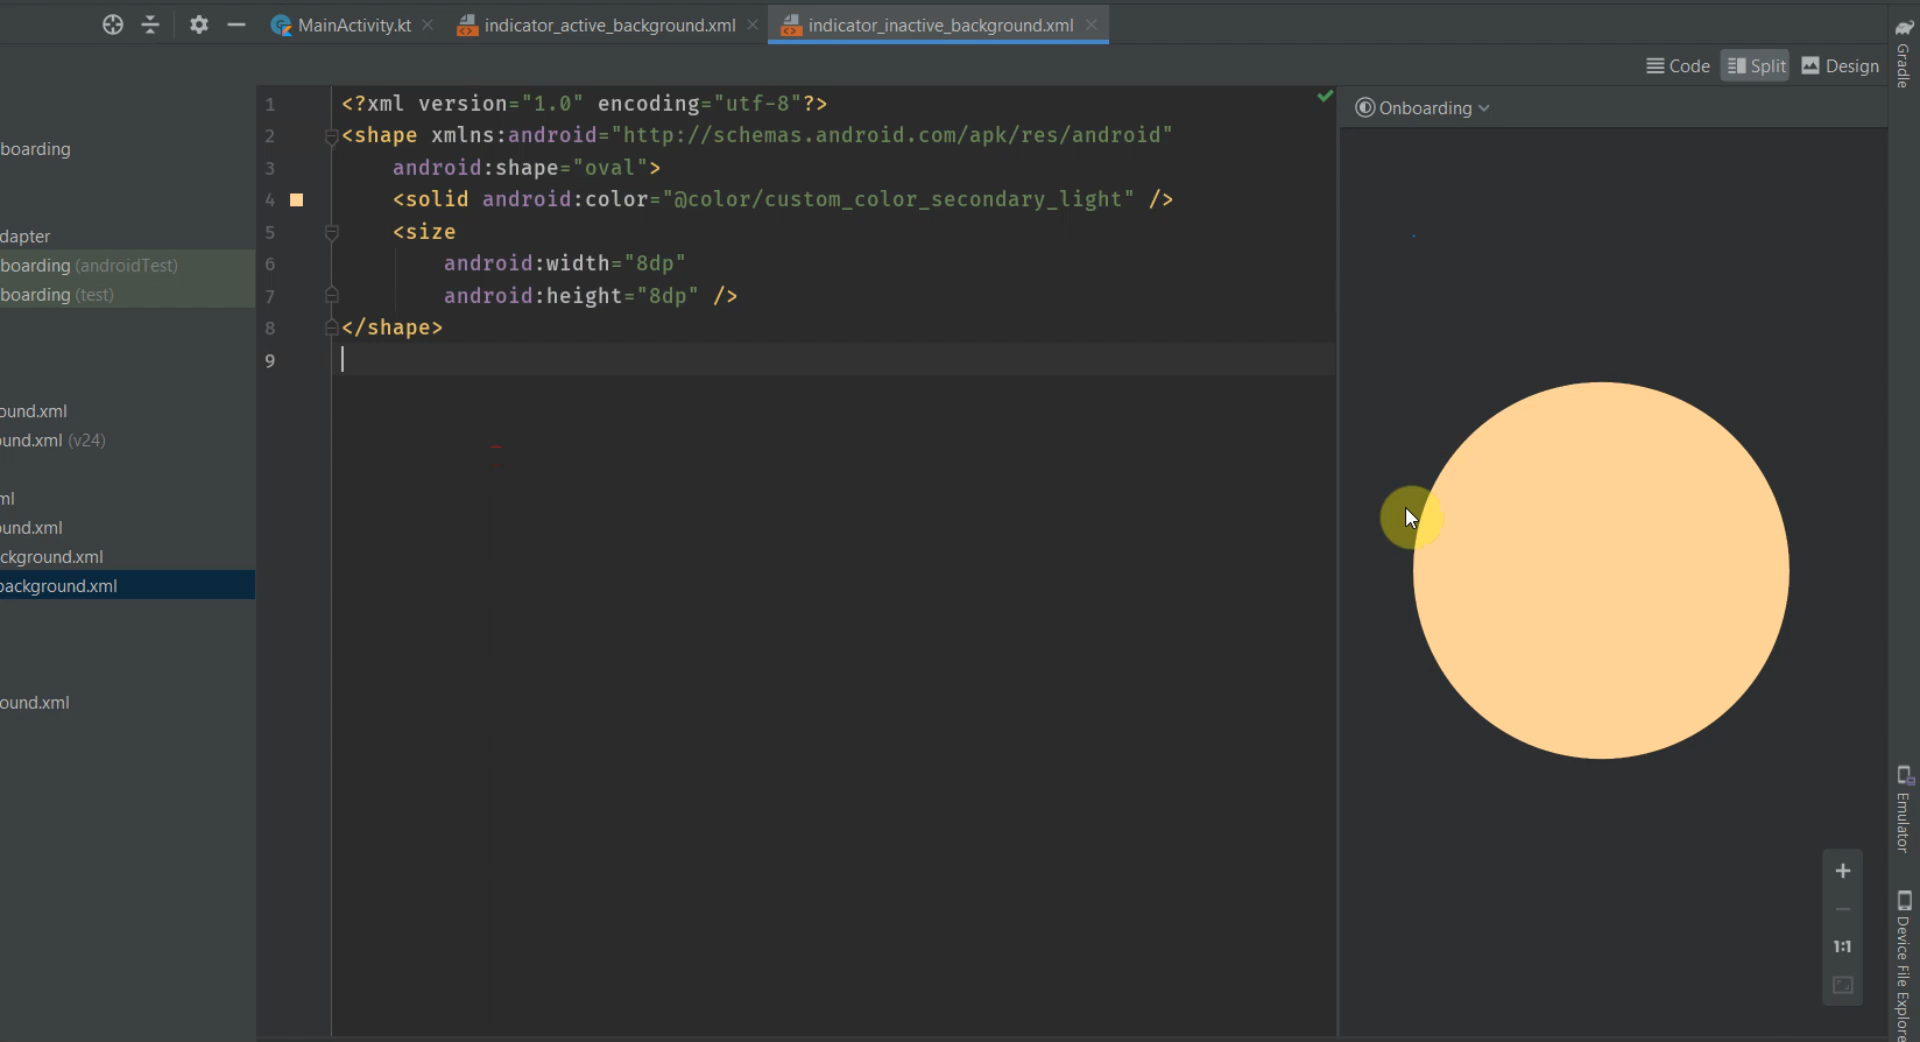 MainActivity.kt
indicator_active_background.xml
indicator_inactive_background.xml
Gradle
Code
Split
Design
Onboarding
boarding
dapter
boarding (androidTest)
boarding (test)
ound.xml
und.xml (v24)
ml
ound.xml
ckground.xml
background.xml
ound.xml
1 <?xml version="1.0" encoding="utf-8"?>
2 <shape xmlns:android="http://schemas.android.com/apk/res/android"
3 android:shape="oval">
4 <solid android:color="@color/custom_color_secondary_light" />
5 <size
6 android:width="8dp"
7 android:height="8dp" />
8 </shape>
9
1:1
Emulator
Device File Explore